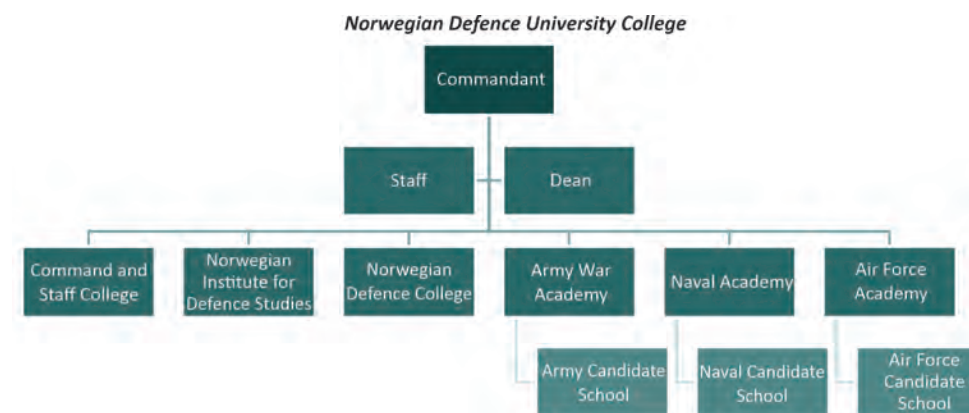 Norwegian Defence University College
Commandant
Staff
Dean
Command and
Staff College
Norwegian
Institute for
Defence Studies
Norwegian
Defence College
Army War
Academy
Naval Academy
Air Force
Academy
Army Candidate
School
Naval Candidate
School
Air Force
Candidate
School